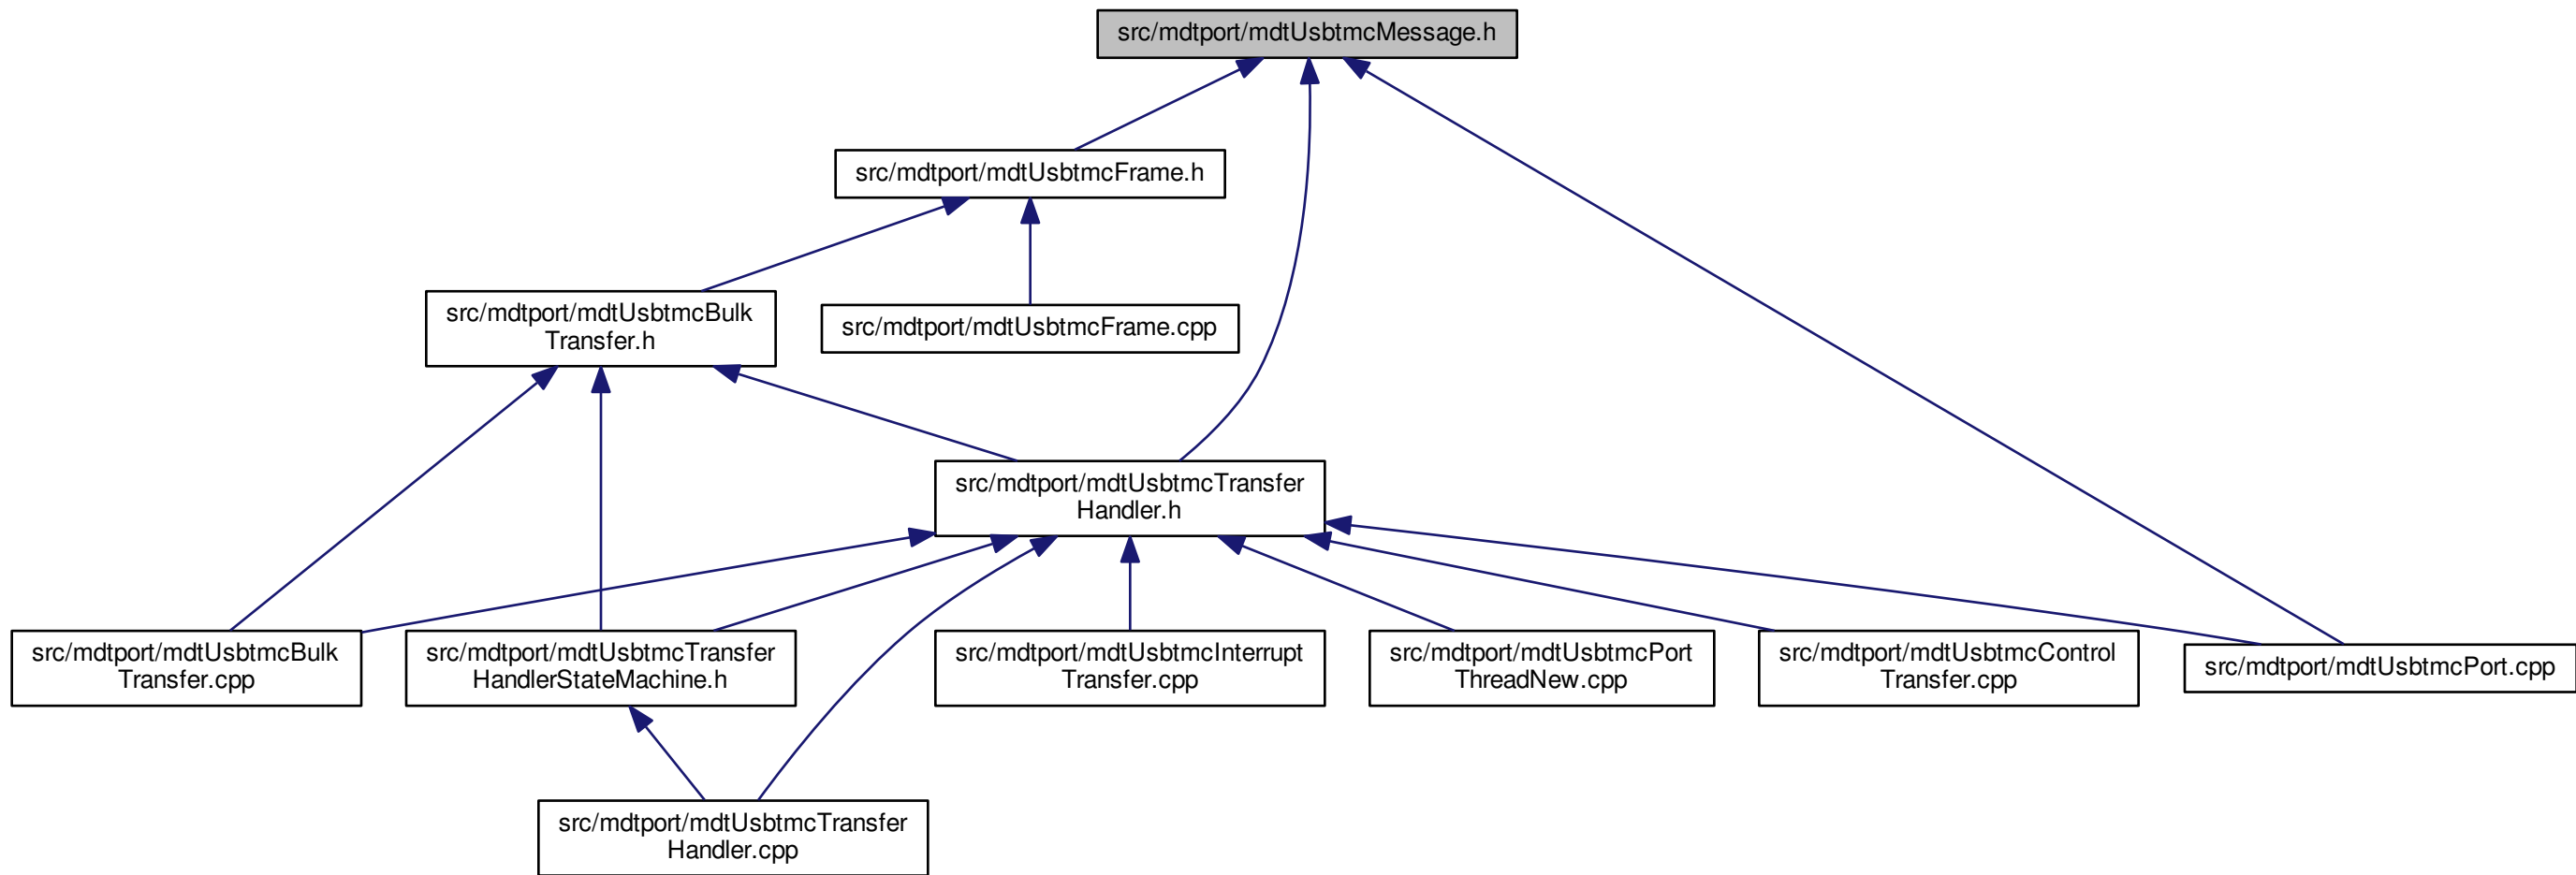 src/mdtport/mdtUsbtmcMessage.h
src/mdtport/mdtUsbtmcFrame.h
src/mdtport/mdtUsbtmcBulk
Transfer.h
src/mdtport/mdtUsbtmcFrame.cpp
src/mdtport/mdtUsbtmcTransfer
Handler.h
src/mdtport/mdtUsbtmcBulk
Transfer.cpp
src/mdtport/mdtUsbtmcTransfer
HandlerStateMachine.h
src/mdtport/mdtUsbtmcInterrupt
Transfer.cpp
src/mdtport/mdtUsbtmcPort
ThreadNew.cpp
src/mdtport/mdtUsbtmcControl
Transfer.cpp
src/mdtport/mdtUsbtmcPort.cpp
src/mdtport/mdtUsbtmcTransfer
Handler.cpp